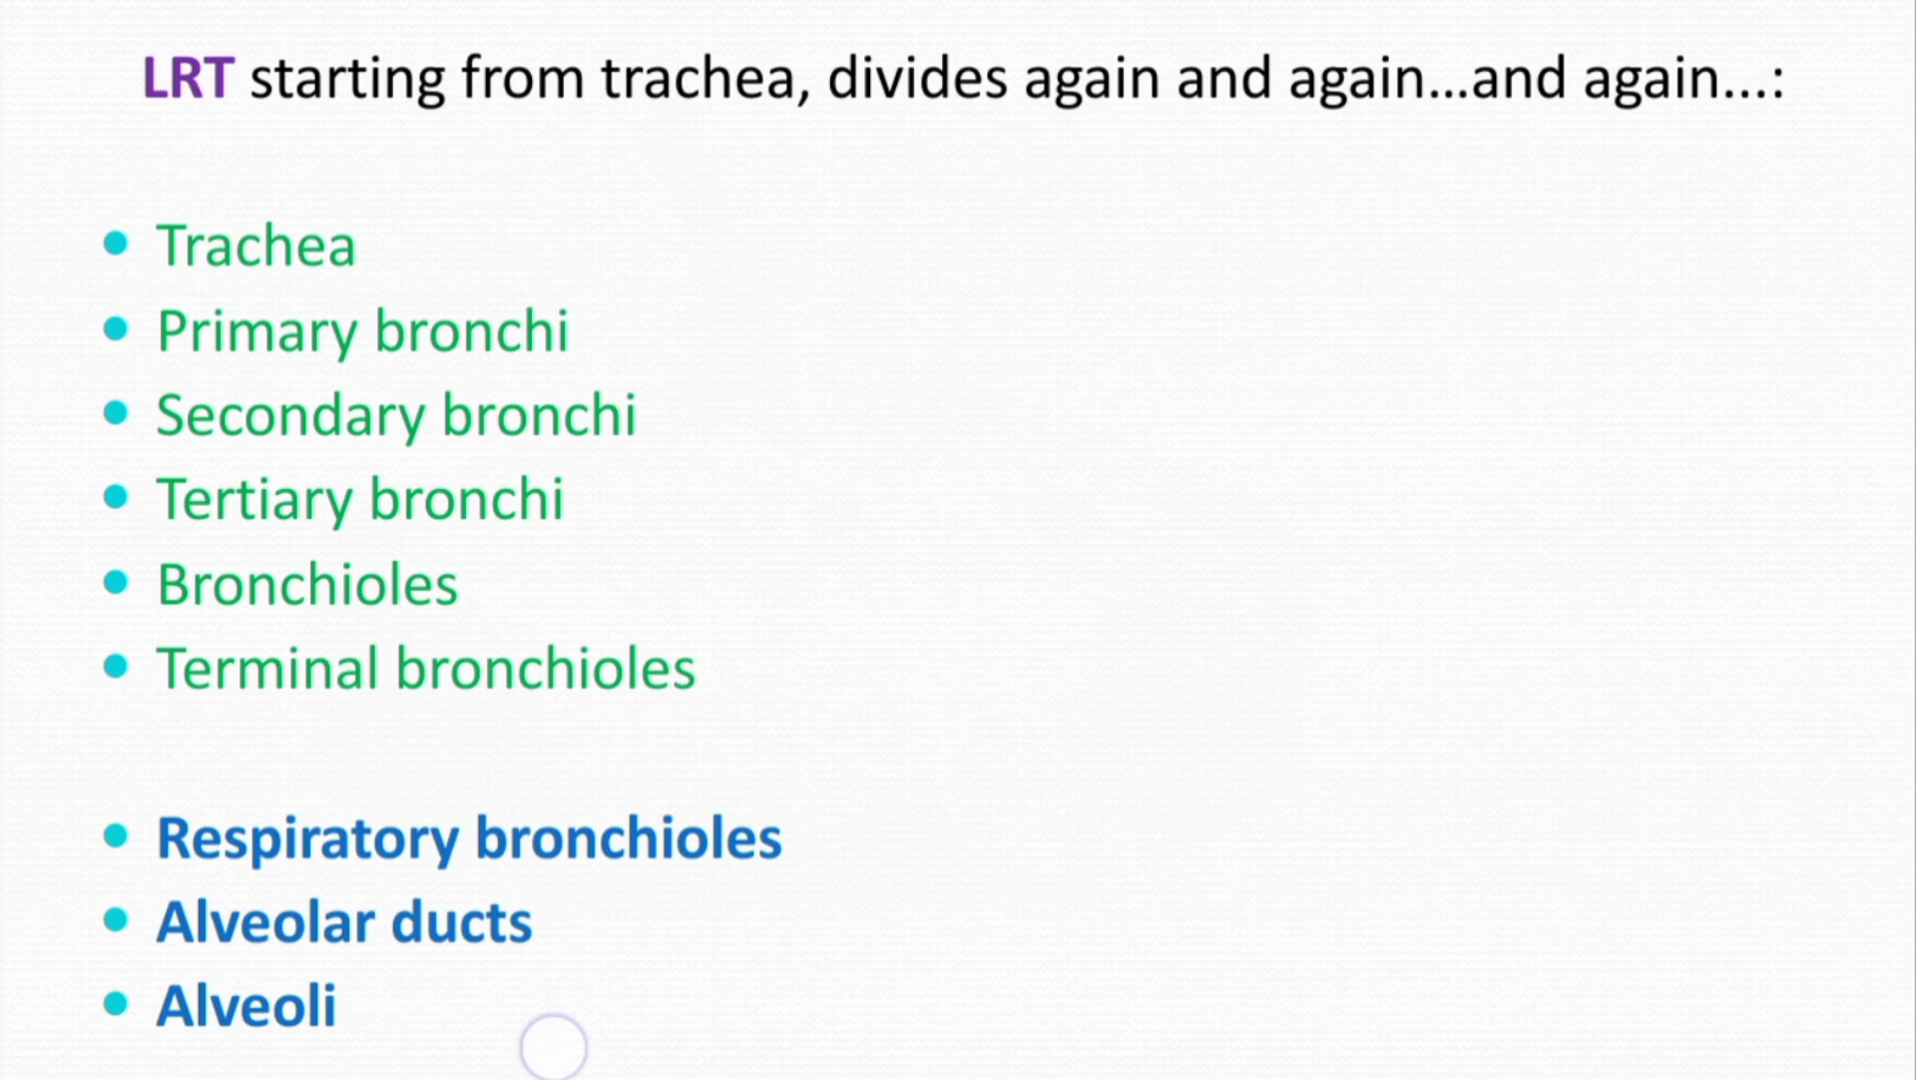 LRT starting from trachea, divides again and again...and again...:
• Trachea
• Primary bronchi
• Secondary bronchi
• Tertiary bronchi
• Bronchioles
• Terminal bronchioles
• Respiratory bronchioles
• Alveolar ducts
• Alveoli